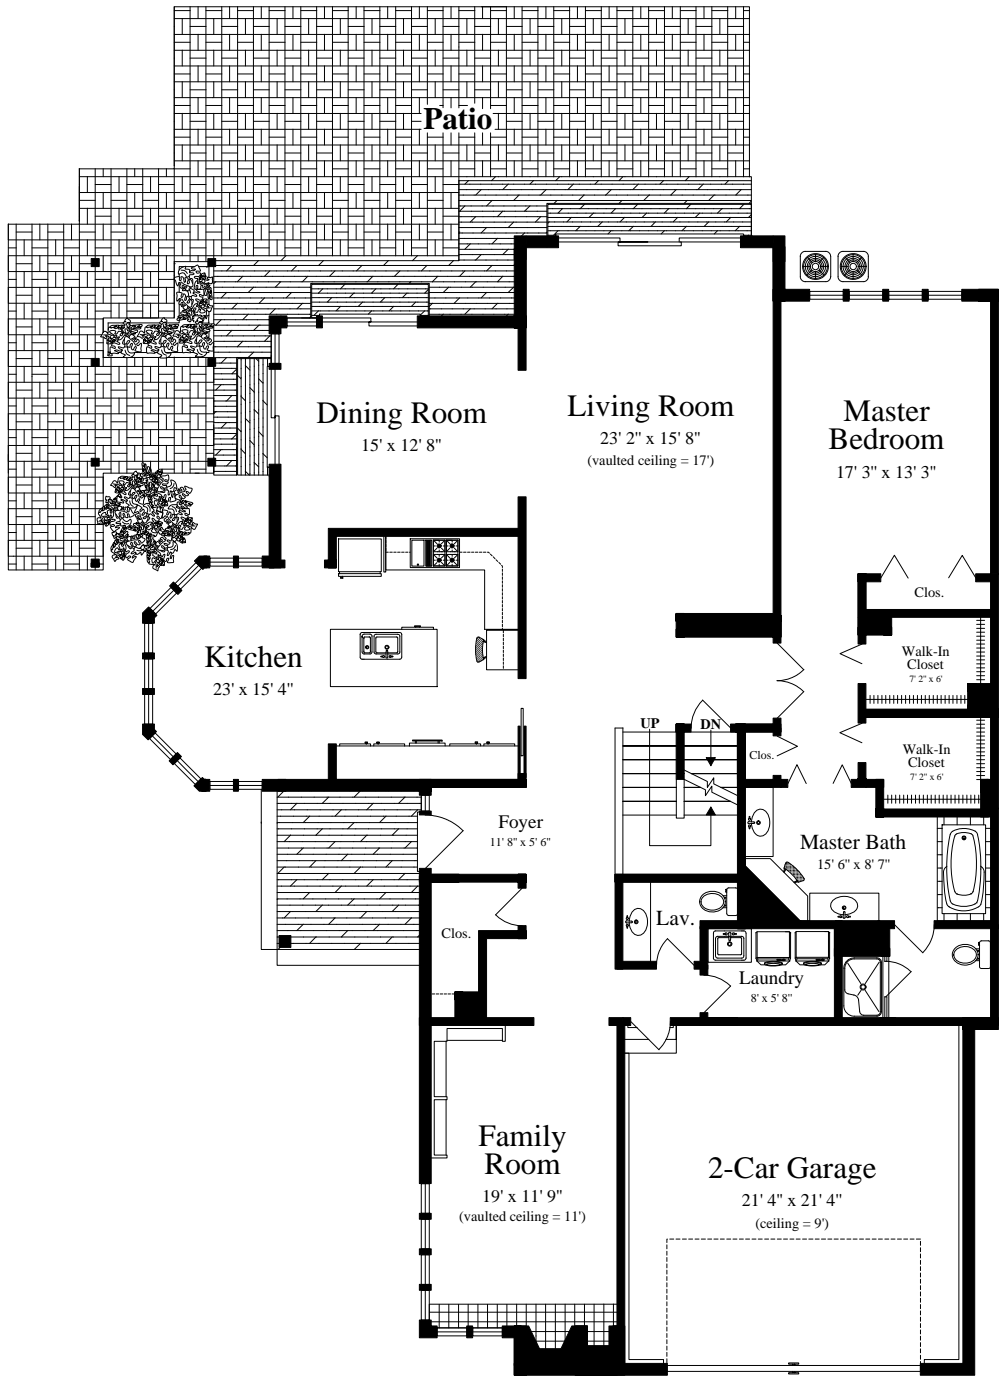 Patio
Dining Room
15' x 12' 8"
Living Room
23' 2" x 15' 8"
(vaulted ceiling = 17')
Master
Bedroom
17' 3" x 13' 3"
Clos.
Walk-In
Closet
7' 2" x 6'
Kitchen
23' x 15' 4"
UP
DN
Clos.
Walk-In
Closet
7' 2" x 6'
Foyer
11' 8" x 5' 6"
Master Bath
15' 6" x 8' 7"
Clos.
Lav.
Laundry
8' x 5' 8"
Family
Room
19' x 11' 9"
(vaulted ceiling = 11')
2-Car Garage
21' 4" x 21' 4"
(ceiling = 9')